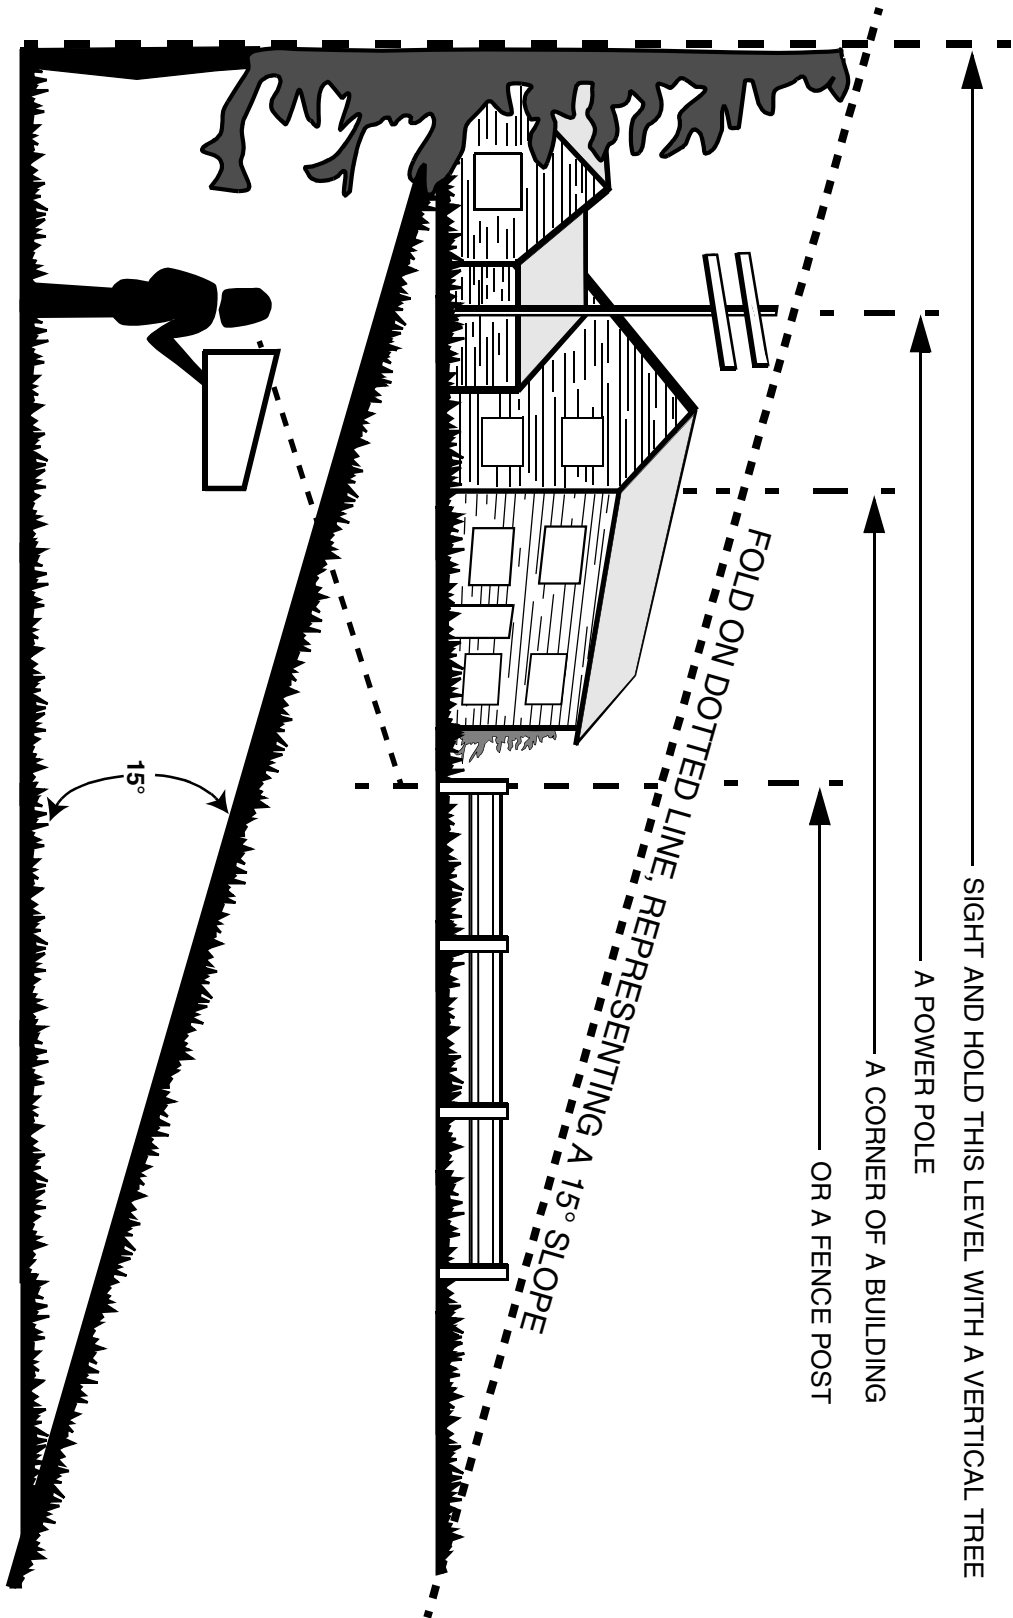 SIGHT AND HOLD THIS LEVEL WITH A VERTICAL TREE
A POWER POLE
A CORNER OF A BUILDING
OR A FENCE POST
FOLD ON DOTTED LINE, REPRESENTING A 15° SLOPE
15°